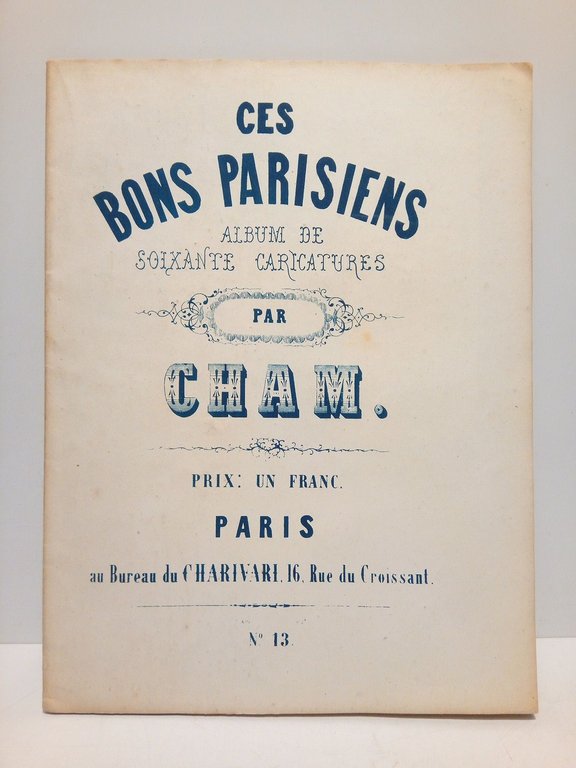 CES
BONS PARISIENS
ALBUM DE
SOIXANTE CARICATURES
PAR
CHAM.
PRIX: UN FRANC.
PARIS
au Bureau du CHARIVARI, 16, Rue du Croissant.
Nº 13.